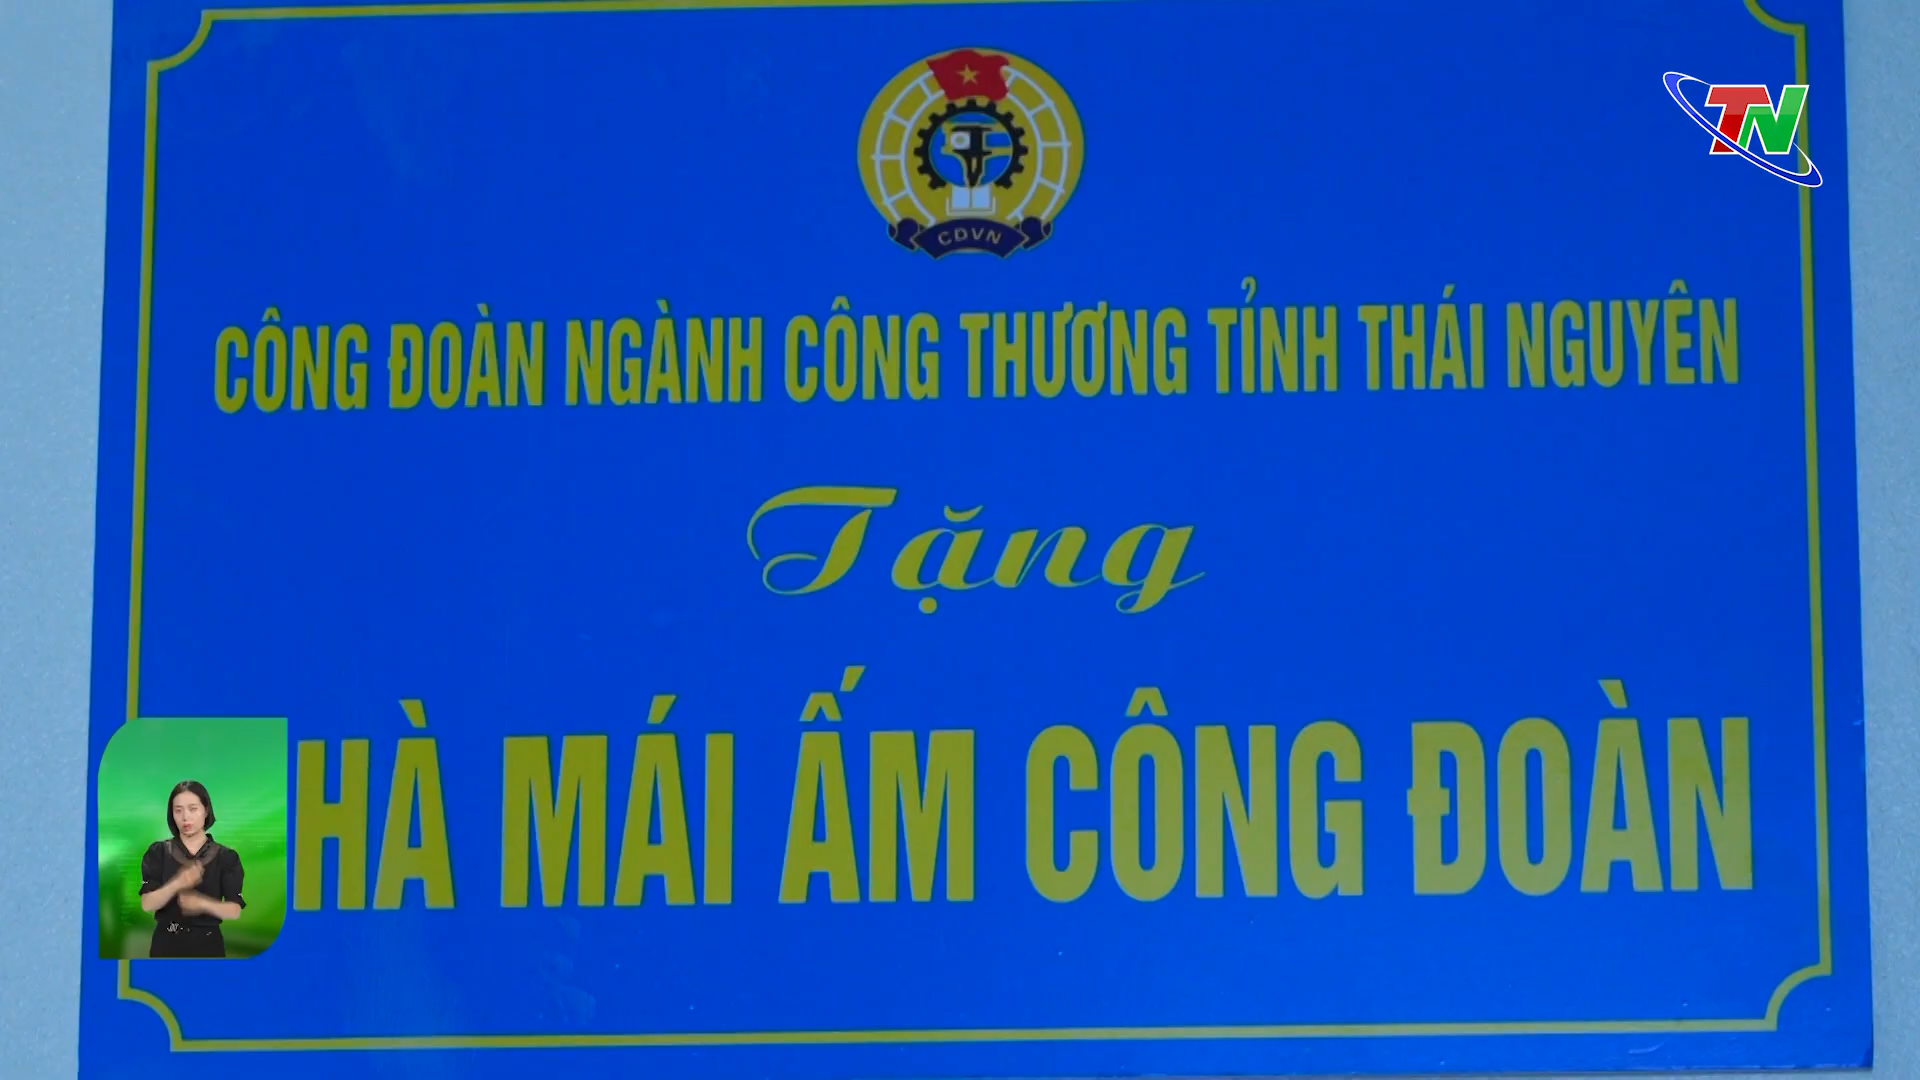 TN
CDVN
CÔNG ĐOÀN NGÀNH CÔNG THƯƠNG TỈNH THÁI NGUYÊN
Tặng
HÀ MÁI ẤM CÔNG ĐOÀN